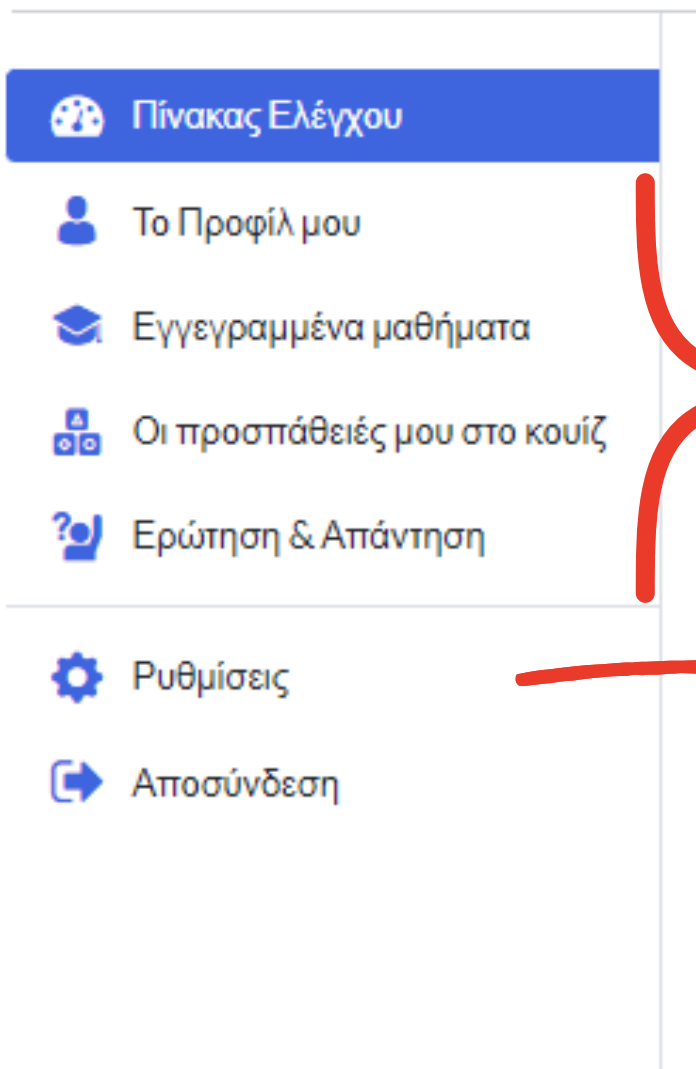 Πίνακας Ελέγχου
Το Προφίλ μου
Εγγεγραμμένα μαθήματα
Οι προσπάθειές μου στο κουίζ
Ερώτηση & Απάντηση
Ρυθμίσεις
Αποσύνδεση